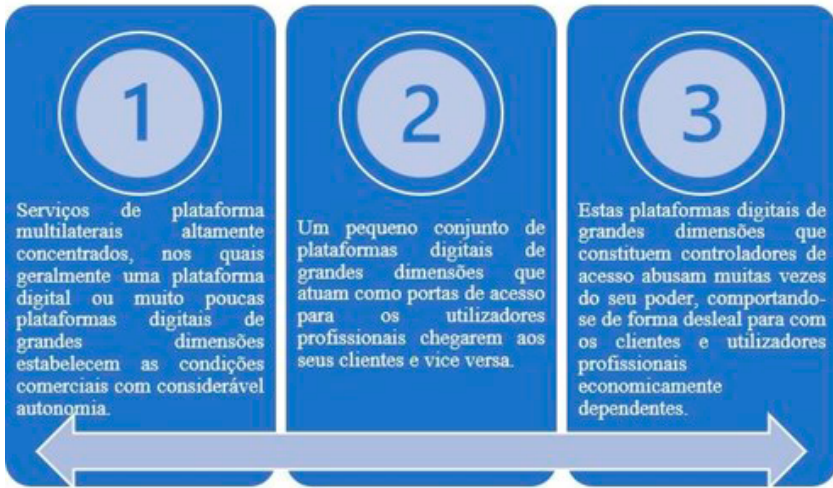 1
Serviços de plataforma
multilaterais altamente
concentrados, nos quais
geralmente uma plataforma
digital ou muito poucas
plataformas digitais de
grandes dimensões
estabelecem as condições
comerciais com considerável
autonomia.
2
Um pequeno conjunto de
plataformas digitais de
grandes dimensões que
atuam como portas de acesso
para os utilizadores
profissionais chegarem aos
seus clientes e vice versa.
3
Estas plataformas digitais de
grandes dimensões que
constituem controladores de
acesso abusam muitas vezes
do seu poder, comportando-
se de forma desleal para com
os clientes e utilizadores
profissionais
economicamente
dependentes.